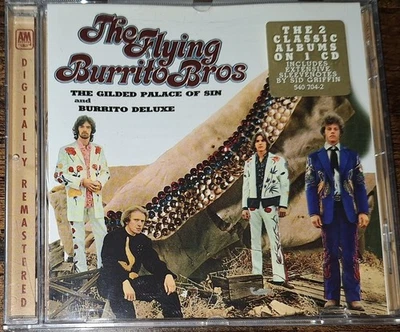 The Flying
Burrito Bros
THE GILDED PALACE OF SIN
and
BURRITO DELUXE
THE 2
CLASSIC
ALBUMS
ON 1 CD
INCLUDES
EXTENSIVE
SLEEVENOTES
BY SID GRIFFIN
540 704-2
A&M
DIGITALLY REMASTERED